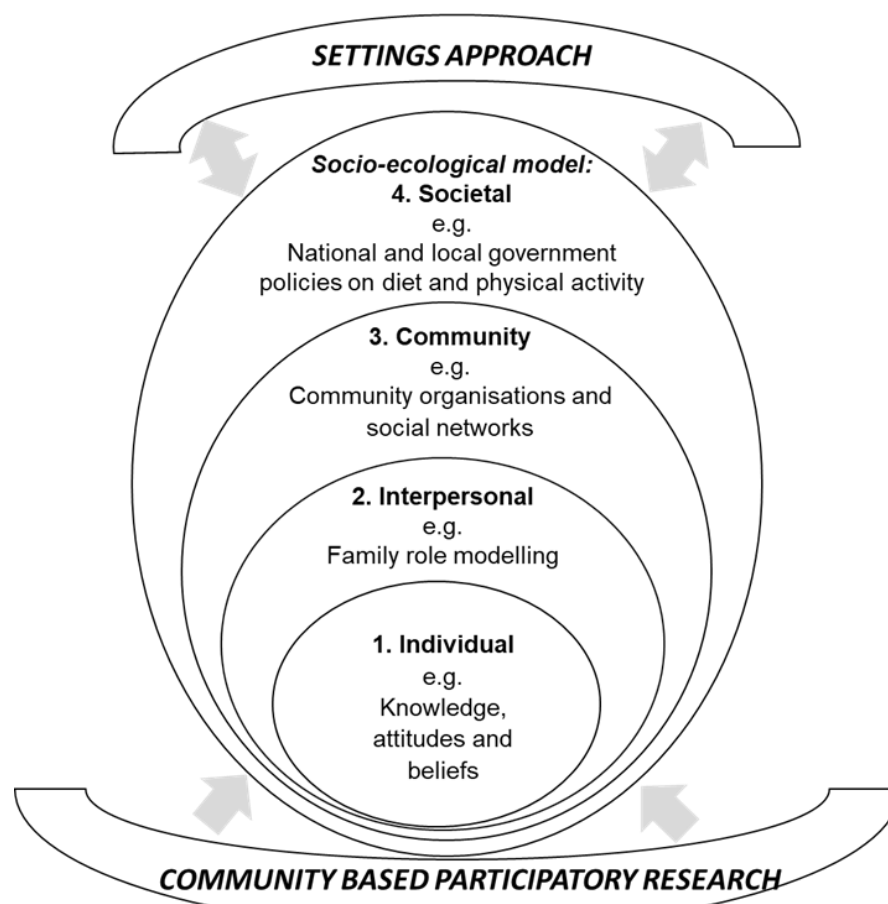 SETTINGS APPROACH
Socio-ecological model:
4. Societal
e.g.
National and local government
policies on diet and physical activity
3. Community
e.g.
Community organisations and
social networks
2. Interpersonal
e.g.
Family role modelling
1. Individual
e.g.
Knowledge,
attitudes and
beliefs
COMMUNITY BASED PARTICIPATORY RESEARCH